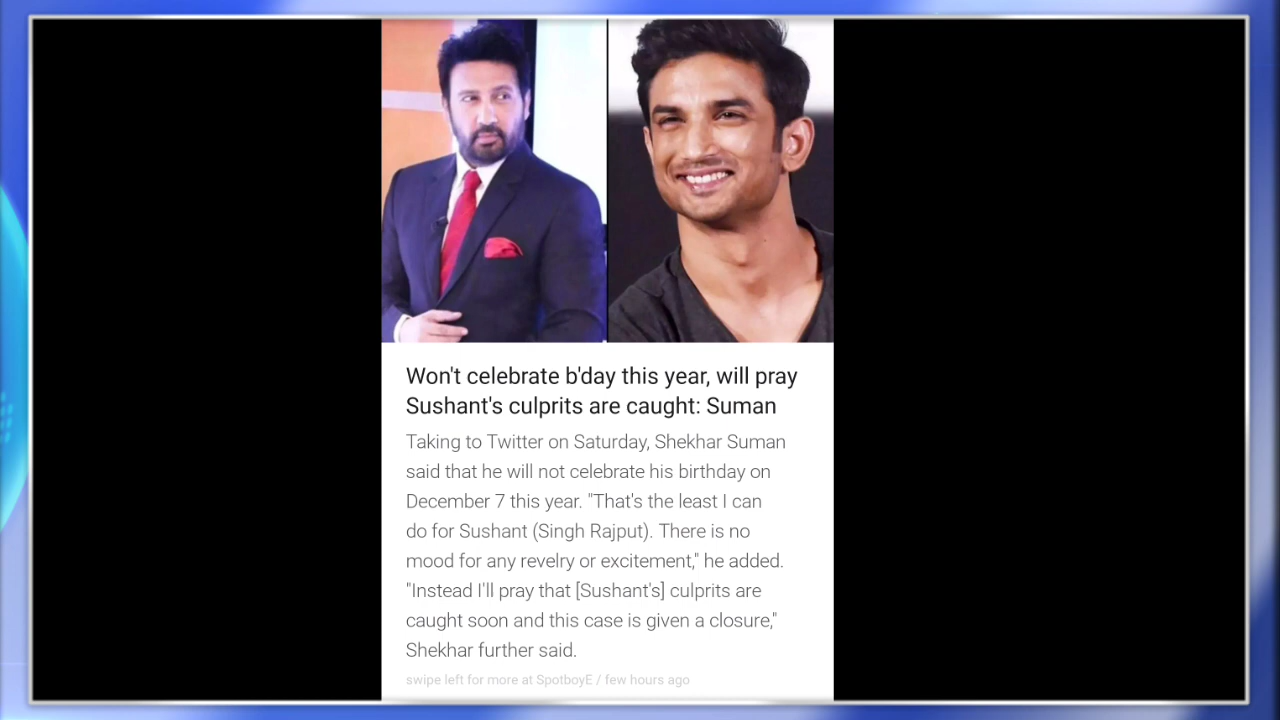 Won't celebrate b'day this year, will pray
Sushant's culprits are caught: Suman
Taking to Twitter on Saturday, Shekhar Suman
said that he will not celebrate his birthday on
December 7 this year. "That's the least I can
do for Sushant (Singh Rajput). There is no
mood for any revelry or excitement," he added.
"Instead I'll pray that [Sushant's] culprits are
caught soon and this case is given a closure,"
Shekhar further said.
swipe left for more at SpotboyE / few hours ago